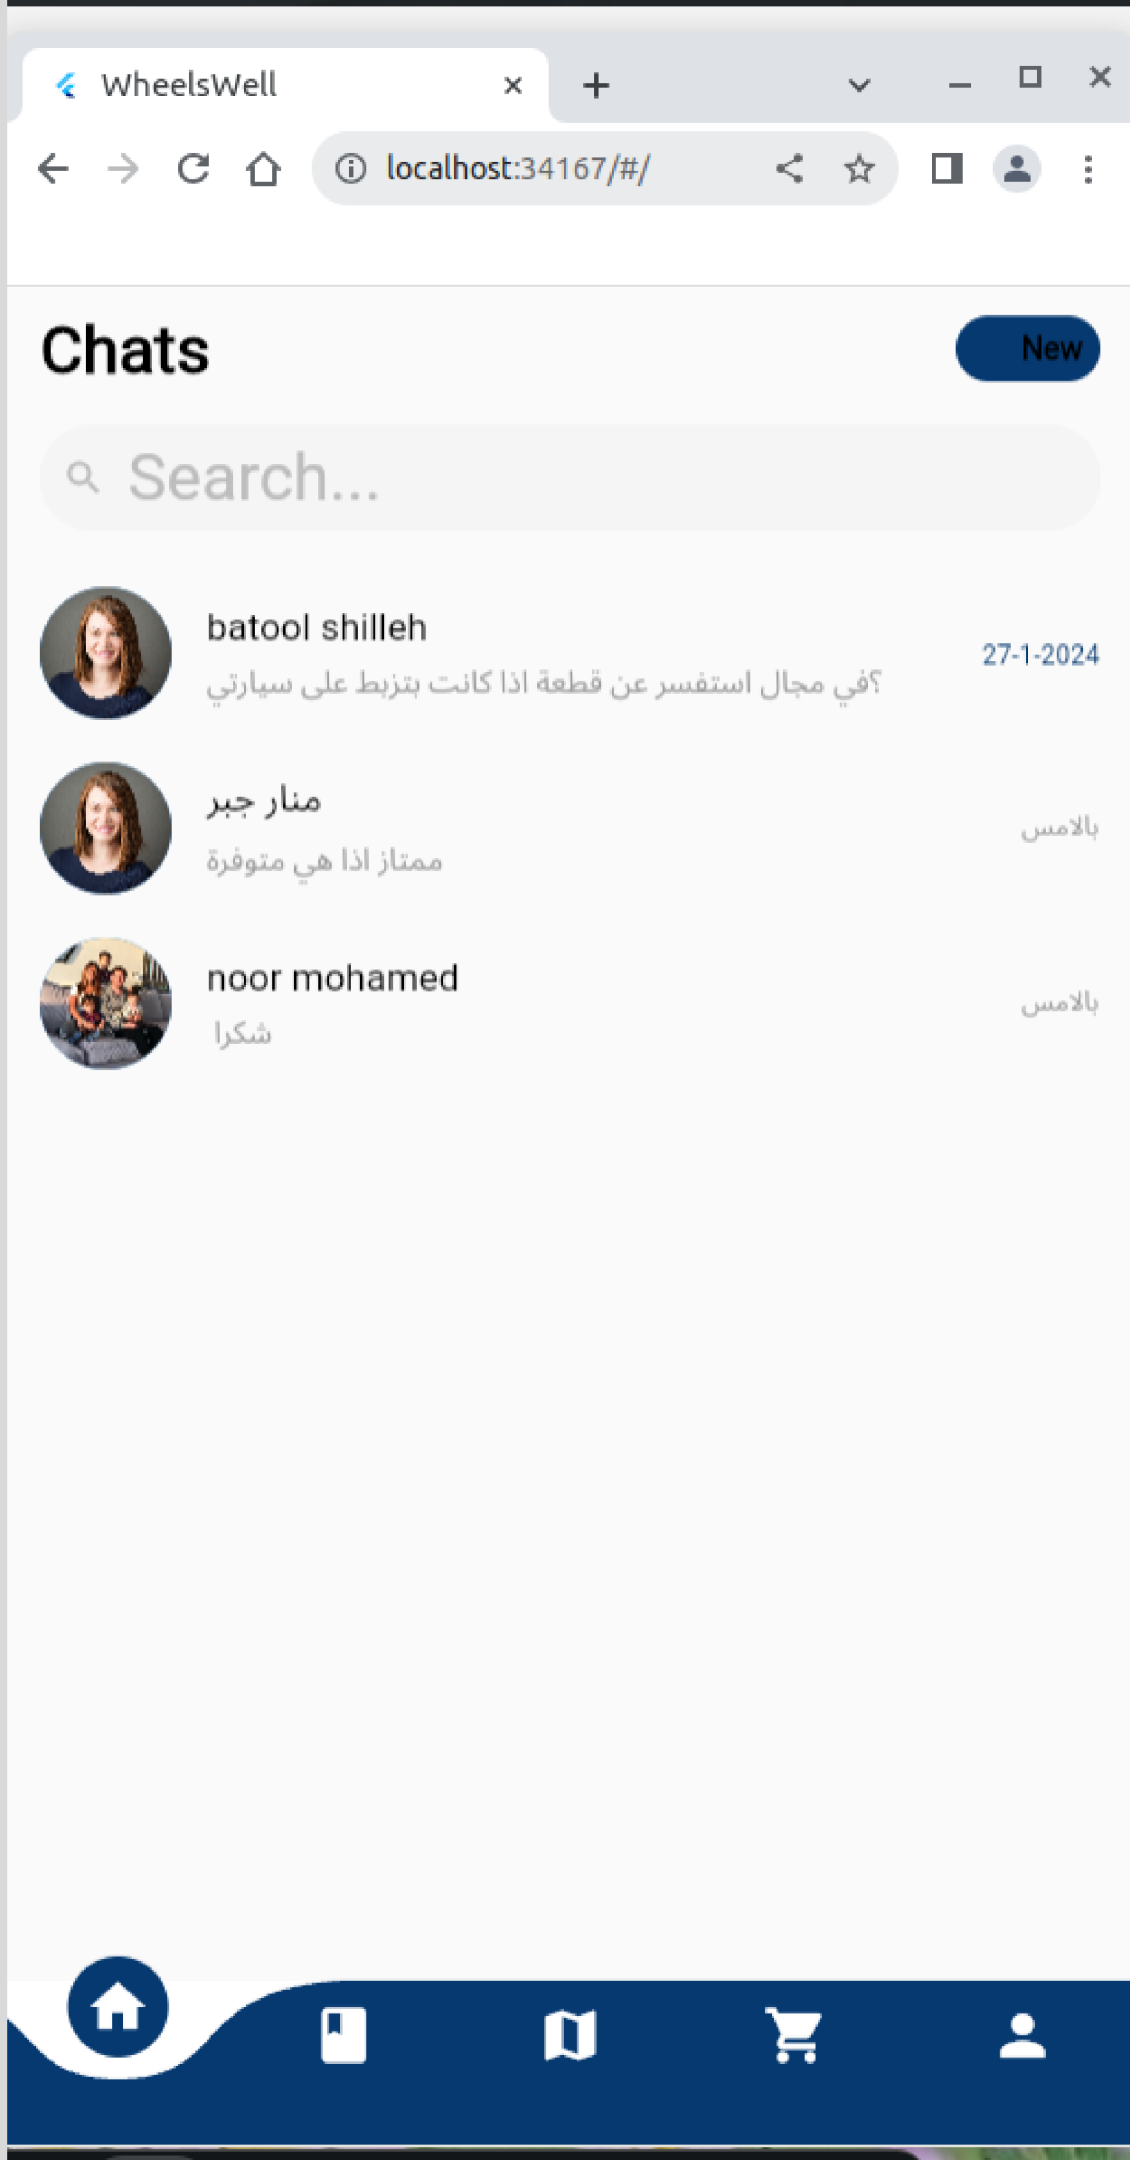 WheelsWell
localhost:34167/#/
Chats
New
Search...
batool shilleh
27-1-2024
؟في مجال استفسر عن قطعة اذا كانت بتزبط على سيارتي
منار جبر
بالامس
ممتاز اذا هي متوفرة
noor mohamed
بالامس
شكرا